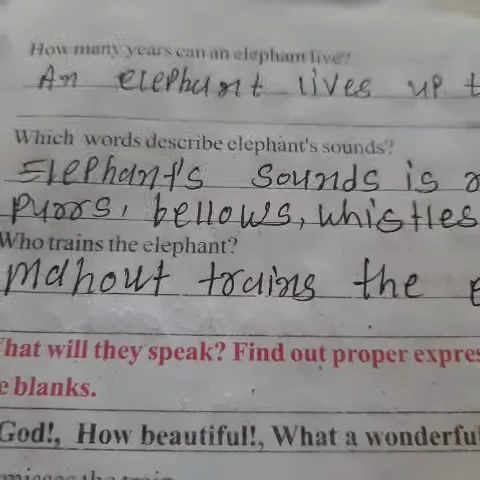 How many years can an elephant live?
An elephant lives up t
Which words describe elephant's sounds?
Elephant's sounds is
purrs, bellows, whistles
Who trains the elephant?
mahout trains the
hat will they speak? Find out proper expres
e blanks.
God!, How beautiful!, What a wonderfu